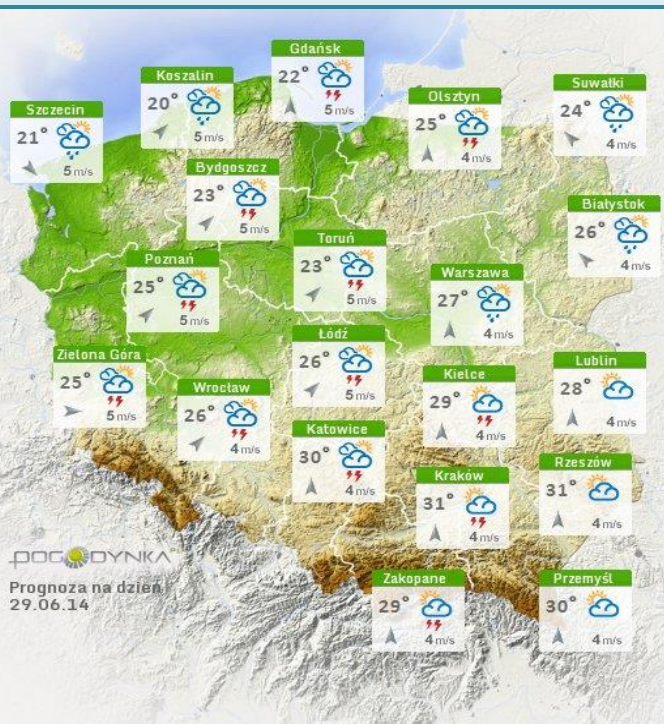 Gdańsk
22°
5 m/s
Koszalin
20°
5 m/s
Suwałki
24°
4 m/s
Olsztyn
25°
4 m/s
Szczecin
21°
5 m/s
Bydgoszcz
23°
5 m/s
Białystok
26°
4 m/s
Toruń
23°
5 m/s
Poznań
25°
5 m/s
Warszawa
27°
4 m/s
Łódź
26°
5 m/s
Zielona Góra
25°
5 m/s
Lublin
28°
4 m/s
Kielce
29°
4 m/s
Wrocław
26°
4 m/s
Katowice
30°
4 m/s
Rzeszów
31°
4 m/s
Kraków
31°
4 m/s
POGODYNKA
Prognoza na dzień
29.06.14
Zakopane
29°
4 m/s
Przemyśl
30°
4 m/s